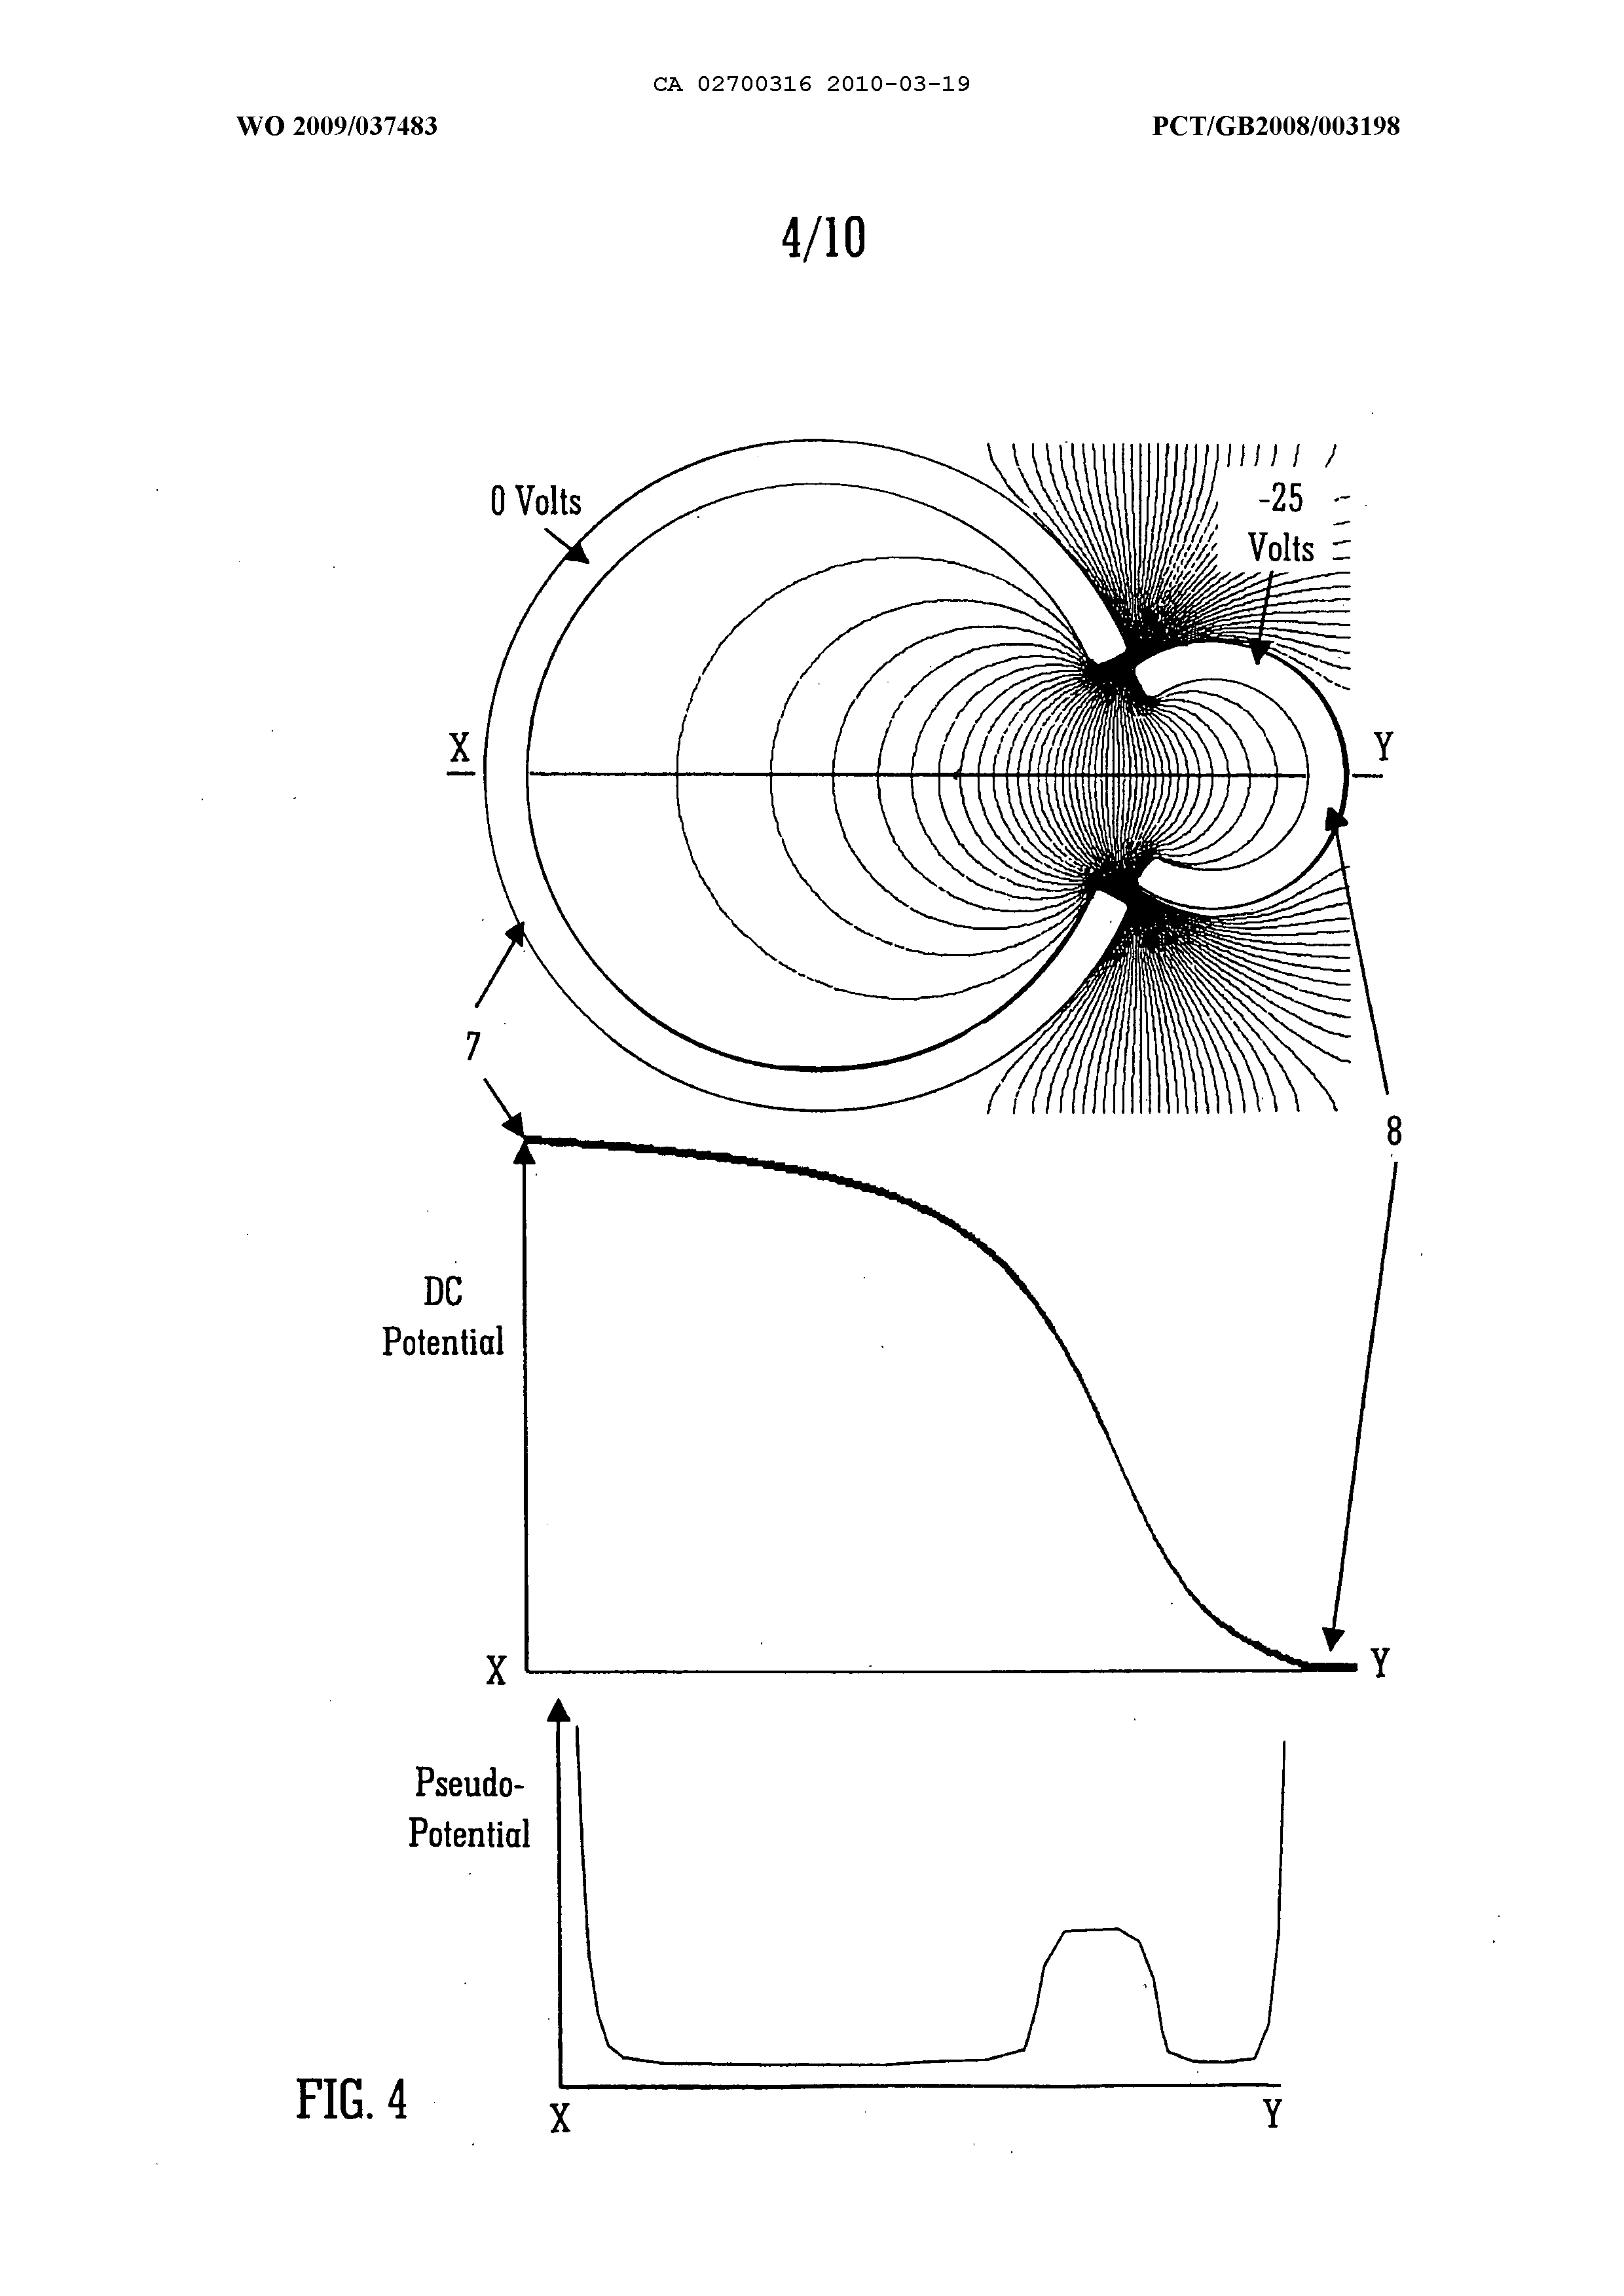 CA 02700316 2010-03-19
WO 2009/037483
PCT/GB2008/003198
4/10
0 Volts
-25
Volts
X
Y
7
8
DC
Potential
X
Y
Pseudo-
Potential
FIG. 4
X
Y